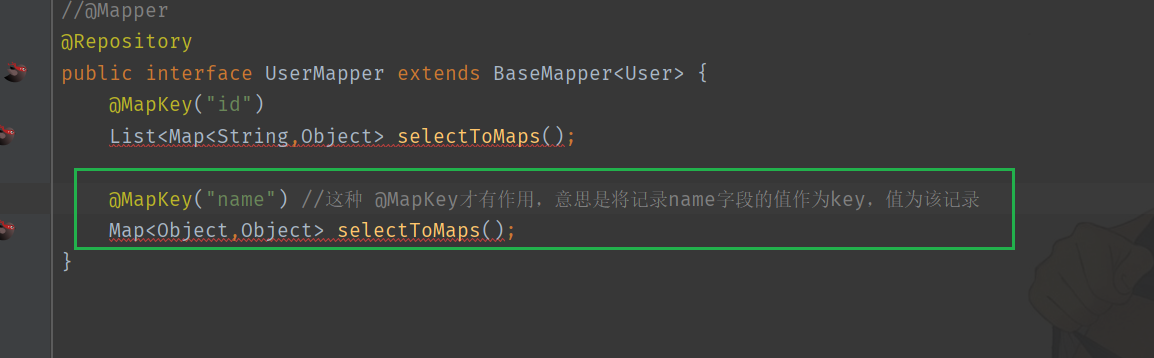 //@Mapper
@Repository
public interface UserMapper extends BaseMapper<User> {
@MapKey("id")
List<Map<String,Object> selectToMaps();
@MapKey("name") //这种 @MapKey才有作用，意思是将记录name字段的值作为key，值为该记录
Map<Object,Object> selectToMaps();
}